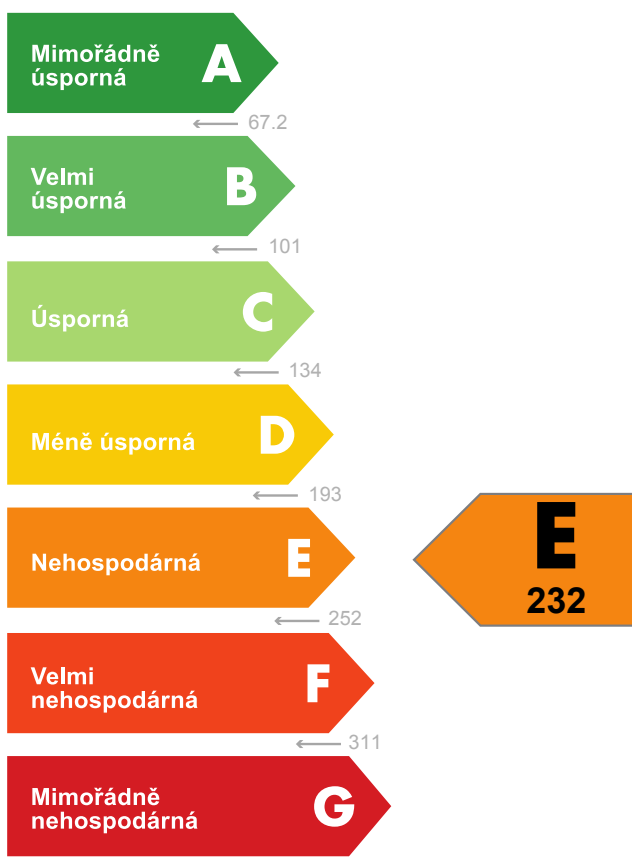 Mimořádně
úsporná
A
67.2
Velmi
úsporná
B
101
Úsporná
C
134
Méně úsporná
D
193
Nehospodárná
E
E
232
252
Velmi
nehospodárná
F
311
Mimořádně
nehospodárná
G